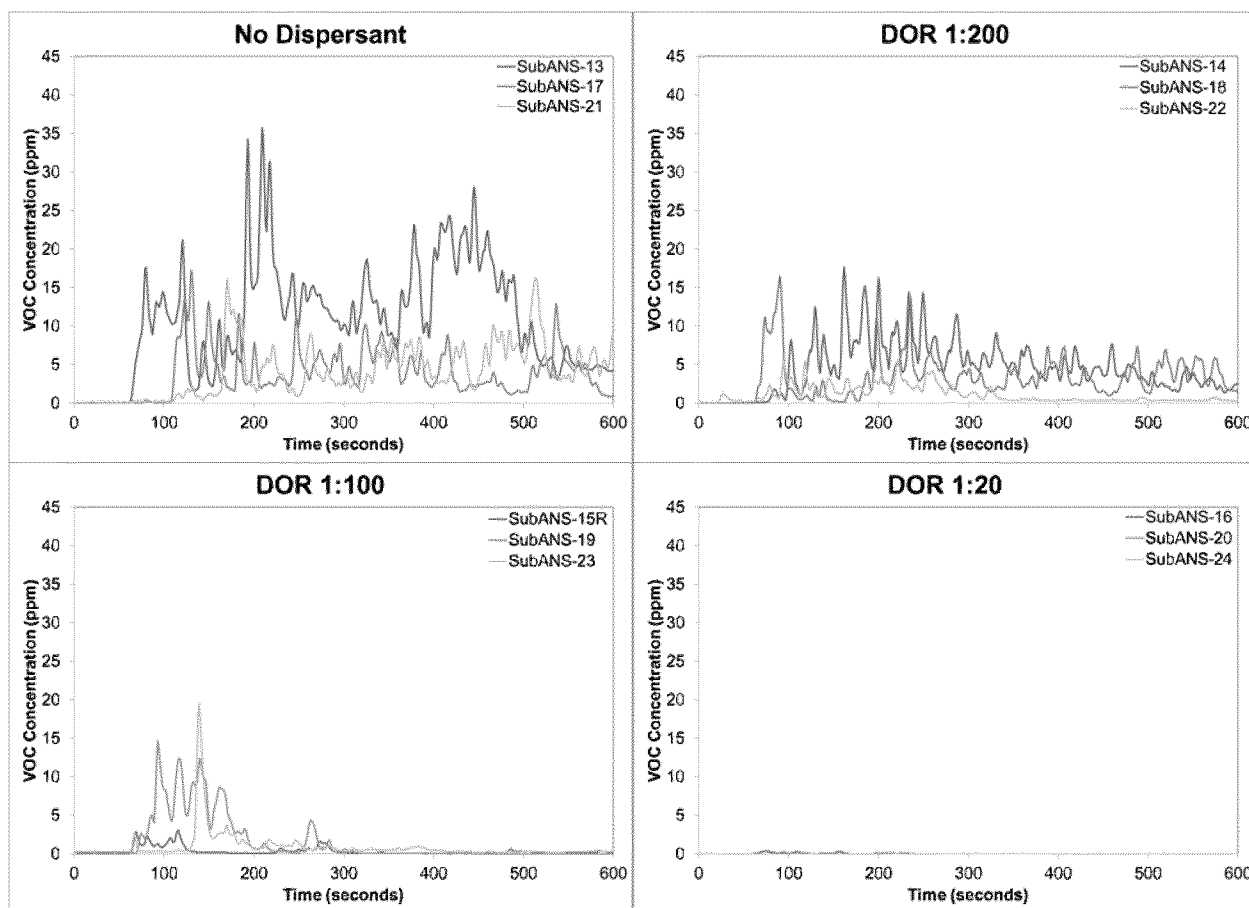 No Dispersant
45
40
35
30
25
20
15
10
5
0
VOC Concentration (ppm)
SubANS-13
SubANS-17
SubANS-21
0 100 200 300 400 500 600
Time (seconds)
DOR 1:200
45
40
35
30
25
20
15
10
5
0
VOC Concentration (ppm)
SubANS-14
SubANS-18
SubANS-22
0 100 200 300 400 500 600
Time (seconds)
DOR 1:100
45
40
35
30
25
20
15
10
5
0
VOC Concentration (ppm)
SubANS-15R
SubANS-19
SubANS-23
0 100 200 300 400 500 600
Time (seconds)
DOR 1:20
45
40
35
30
25
20
15
10
5
0
VOC Concentration (ppm)
SubANS-16
SubANS-20
SubANS-24
0 100 200 300 400 500 600
Time (seconds)